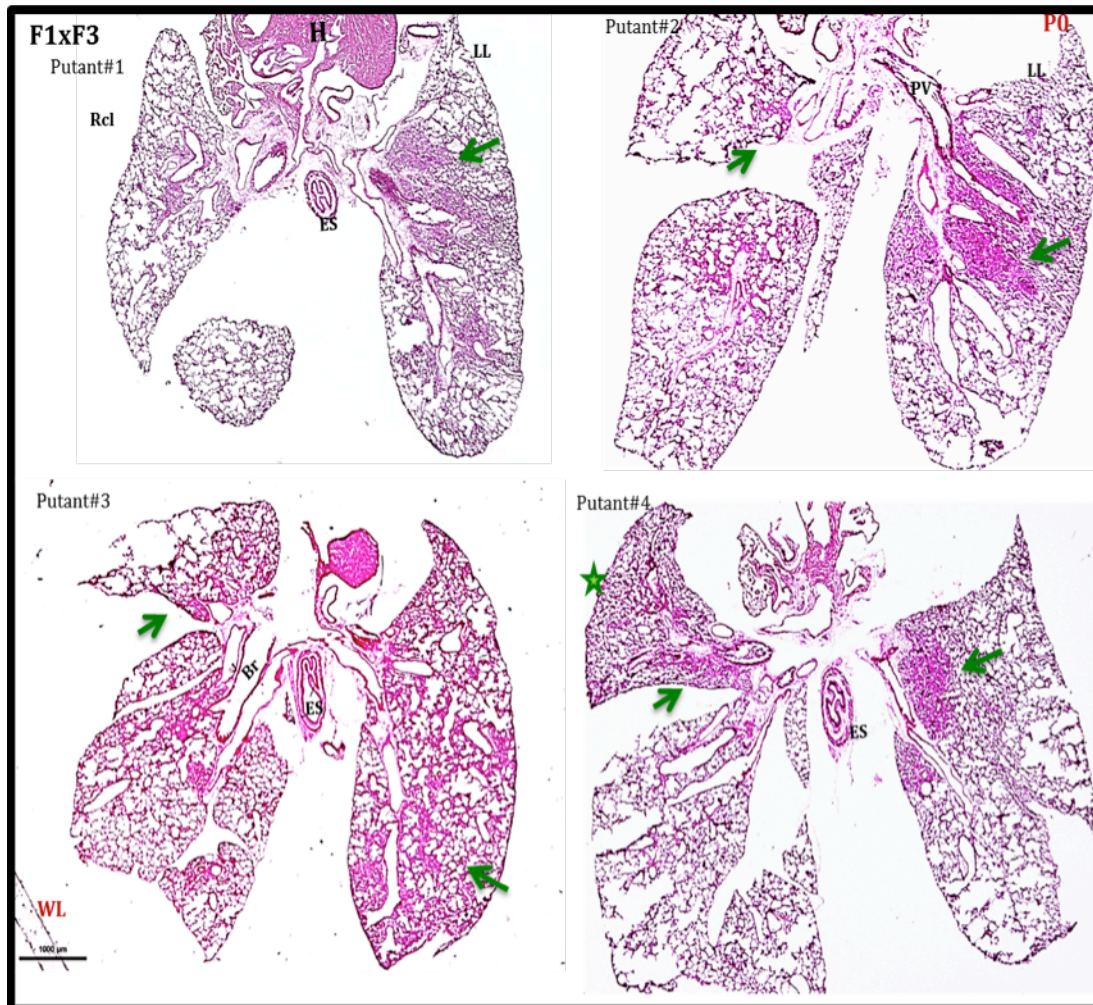 F1xF3
Putant#1
H
LL
Rcl
ES
Putant#2
P0
PV
LL
Putant#3
Br
ES
WL
1000 µm
Putant#4
ES